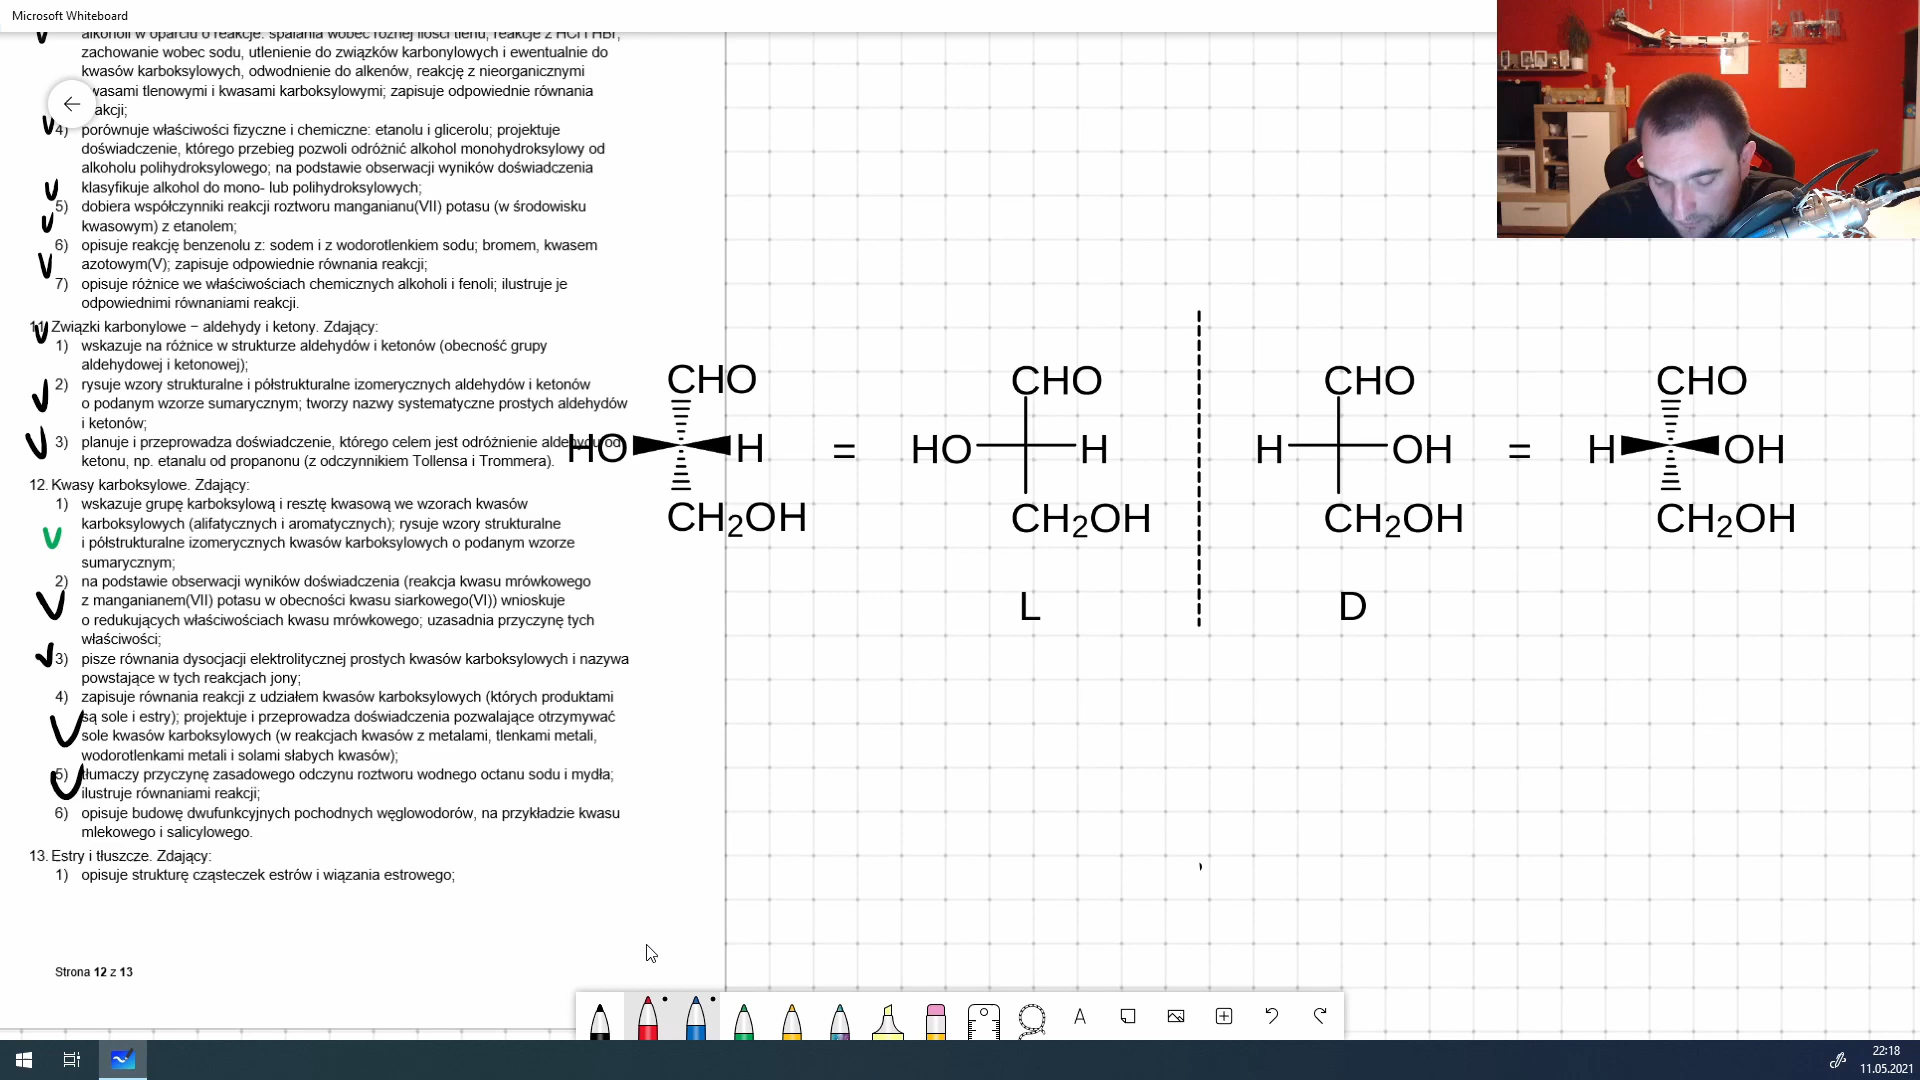 Microsoft Whiteboard
alkoholi w oparciu o reakcje: spalania wobec różnej ilości tlenu, reakcje z HCl i HBr,
zachowanie wobec sodu, utlenienie do związków karbonylowych i ewentualnie do
kwasów karboksylowych, odwodnienie do alkenów, reakcję z nieorganicznymi
kwasami tlenowymi i kwasami karboksylowymi; zapisuje odpowiednie równania
reakcji;
4) porównuje właściwości fizyczne i chemiczne: etanolu i glicerolu; projektuje
doświadczenie, którego przebieg pozwoli odróżnić alkohol monohydroksylowy od
alkoholu polihydroksylowego; na podstawie obserwacji wyników doświadczenia
klasyfikuje alkohol do mono- lub polihydroksylowych;
5) dobiera współczynniki reakcji roztworu manganianu(VII) potasu (w środowisku
kwasowym) z etanolem;
6) opisuje reakcję benzenolu z: sodem i z wodorotlenkiem sodu; bromem, kwasem
azotowym(V); zapisuje odpowiednie równania reakcji;
7) opisuje różnice we właściwościach chemicznych alkoholi i fenoli; ilustruje je
odpowiednimi równaniami reakcji.
11. Związki karbonylowe − aldehydy i ketony. Zdający:
1) wskazuje na różnice w strukturze aldehydów i ketonów (obecność grupy
aldehydowej i ketonowej);
2) rysuje wzory strukturalne i półstrukturalne izomerycznych aldehydów i ketonów
o podanym wzorze sumarycznym; tworzy nazwy systematyczne prostych aldehydów
i ketonów;
3) planuje i przeprowadza doświadczenie, którego celem jest odróżnienie aldehydu od
ketonu, np. etanalu od propanonu (z odczynnikiem Tollensa i Trommera).
12. Kwasy karboksylowe. Zdający:
1) wskazuje grupę karboksylową i resztę kwasową we wzorach kwasów
karboksylowych (alifatycznych i aromatycznych); rysuje wzory strukturalne
i półstrukturalne izomerycznych kwasów karboksylowych o podanym wzorze
sumarycznym;
2) na podstawie obserwacji wyników doświadczenia (reakcja kwasu mrówkowego
z manganianem(VII) potasu w obecności kwasu siarkowego(VI)) wnioskuje
o redukujących właściwościach kwasu mrówkowego; uzasadnia przyczynę tych
właściwości;
3) pisze równania dysocjacji elektrolitycznej prostych kwasów karboksylowych i nazywa
powstające w tych reakcjach jony;
4) zapisuje równania reakcji z udziałem kwasów karboksylowych (których produktami
są sole i estry); projektuje i przeprowadza doświadczenia pozwalające otrzymywać
sole kwasów karboksylowych (w reakcjach kwasów z metalami, tlenkami metali,
wodorotlenkami metali i solami słabych kwasów);
5) tłumaczy przyczynę zasadowego odczynu roztworu wodnego octanu sodu i mydła;
ilustruje równaniami reakcji;
6) opisuje budowę dwufunkcyjnych pochodnych węglowodorów, na przykładzie kwasu
mlekowego i salicylowego.
13. Estry i tłuszcze. Zdający:
1) opisuje strukturę cząsteczek estrów i wiązania estrowego;
Strona 12 z 13
CHO CHO CHO CHO
HO H = HO H H OH = H OH
CH2OH CH2OH CH2OH CH2OH
L D
22:18
11.05.2021